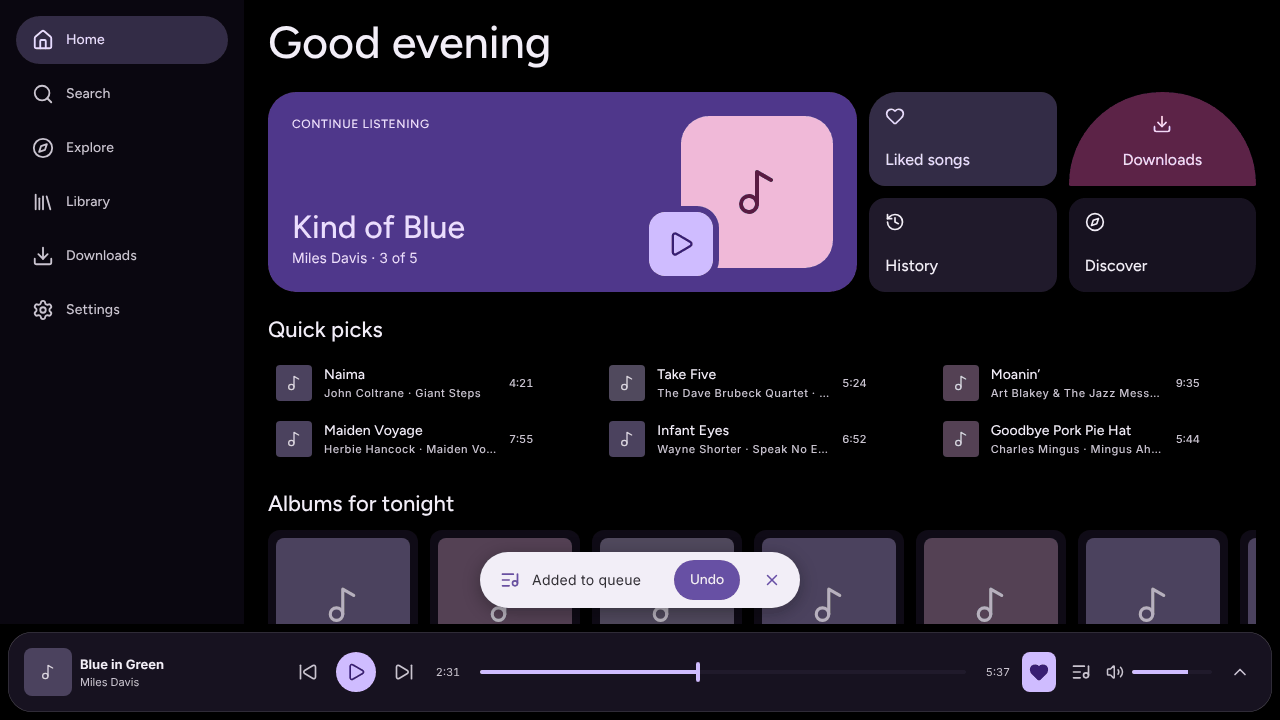 Home
Search
Explore
Library
Downloads
Settings
Good evening
CONTINUE LISTENING
Kind of Blue
Miles Davis · 3 of 5
Liked songs
Downloads
History
Discover
Quick picks
Naima
John Coltrane · Giant Steps
4:21
Take Five
The Dave Brubeck Quartet · ...
5:24
Moanin’
Art Blakey & The Jazz Mess...
9:35
Maiden Voyage
Herbie Hancock · Maiden Vo...
7:55
Infant Eyes
Wayne Shorter · Speak No E...
6:52
Goodbye Pork Pie Hat
Charles Mingus · Mingus Ah...
5:44
Albums for tonight
Added to queue
Undo
Blue in Green
Miles Davis
2:31
5:37